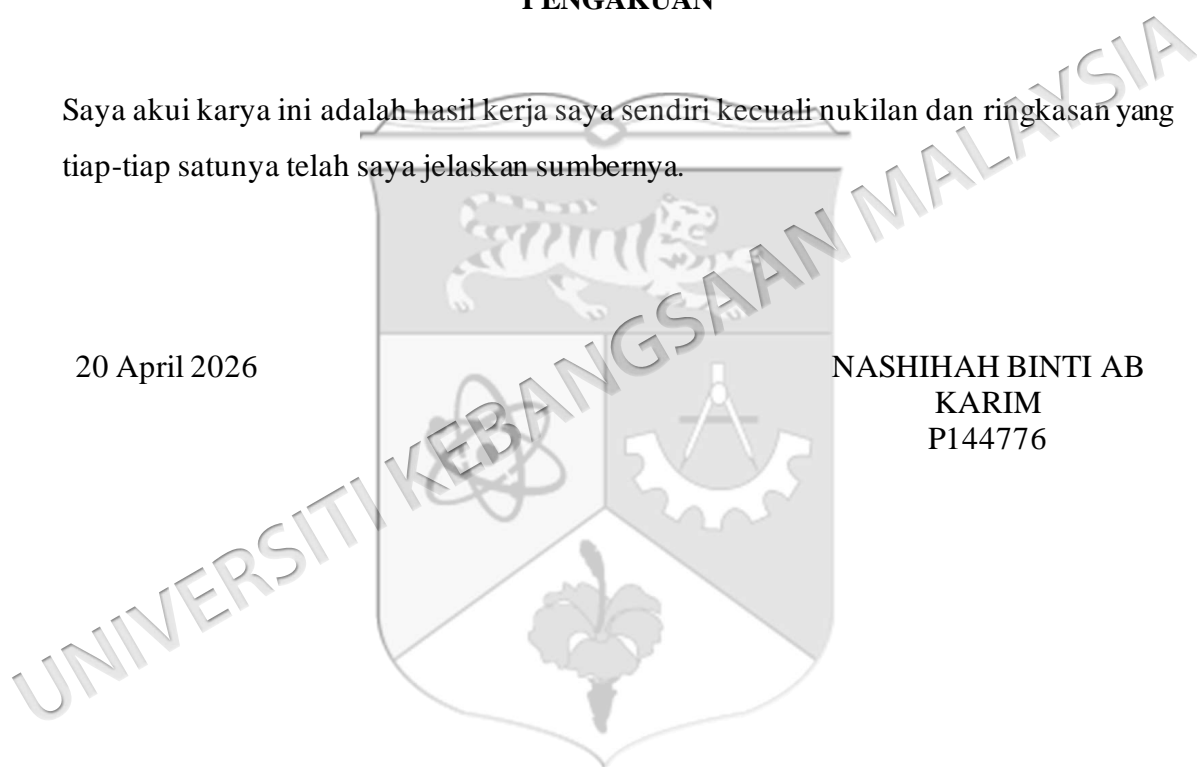 PENGAKUAN
Saya akui karya ini adalah hasil kerja saya sendiri kecuali nukilan dan ringkasan yang
tiap-tiap satunya telah saya jelaskan sumbernya.
20 April 2026
NASHIHAH BINTI AB
KARIM
P144776
UNIVERSITI KEBANGSAAN MALAYSIA